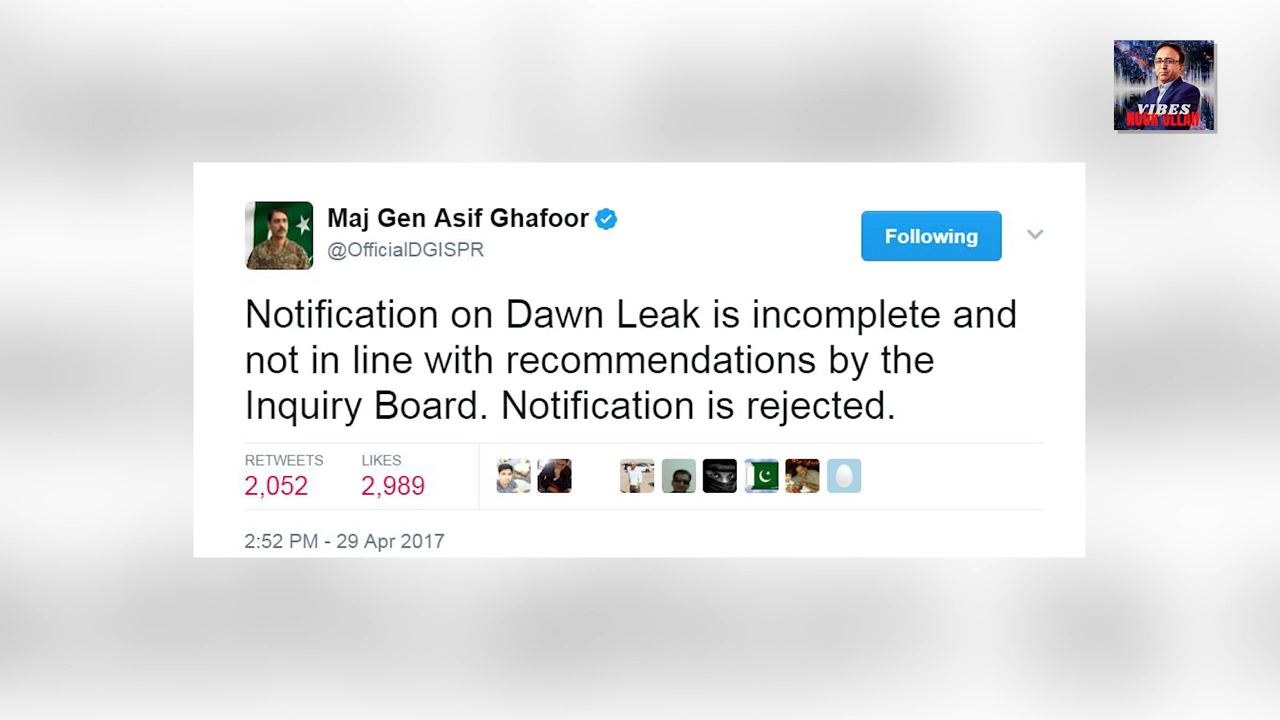 VIBES
Maj Gen Asif Ghafoor
@OfficialDGISPR
Following
Notification on Dawn Leak is incomplete and
not in line with recommendations by the
Inquiry Board. Notification is rejected.
RETWEETS LIKES
2,052 2,989
2:52 PM - 29 Apr 2017